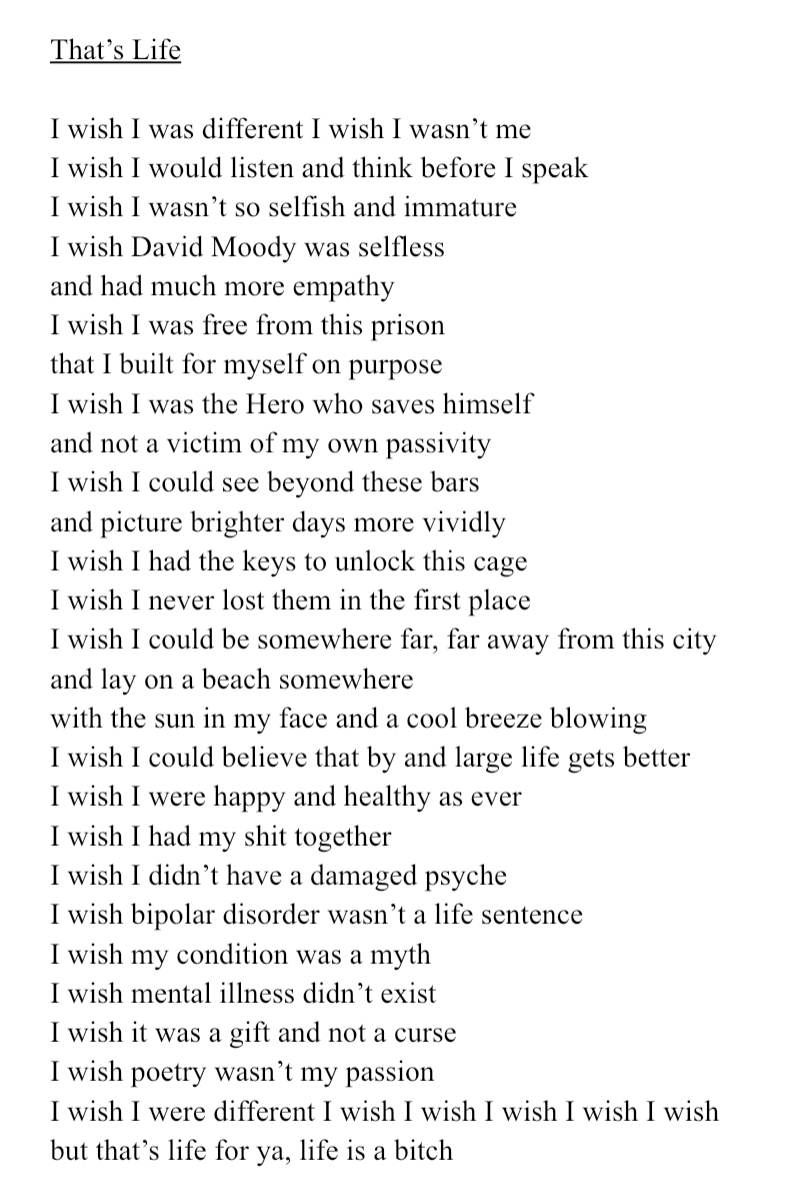 That’s Life
I wish I was different I wish I wasn’t me
I wish I would listen and think before I speak
I wish I wasn’t so selfish and immature
I wish David Moody was selfless
and had much more empathy
I wish I was free from this prison
that I built for myself on purpose
I wish I was the Hero who saves himself
and not a victim of my own passivity
I wish I could see beyond these bars
and picture brighter days more vividly
I wish I had the keys to unlock this cage
I wish I never lost them in the first place
I wish I could be somewhere far, far away from this city
and lay on a beach somewhere
with the sun in my face and a cool breeze blowing
I wish I could believe that by and large life gets better
I wish I were happy and healthy as ever
I wish I had my shit together
I wish I didn’t have a damaged psyche
I wish bipolar disorder wasn’t a life sentence
I wish my condition was a myth
I wish mental illness didn’t exist
I wish it was a gift and not a curse
I wish poetry wasn’t my passion
I wish I were different I wish I wish I wish I wish I wish
but that’s life for ya, life is a bitch